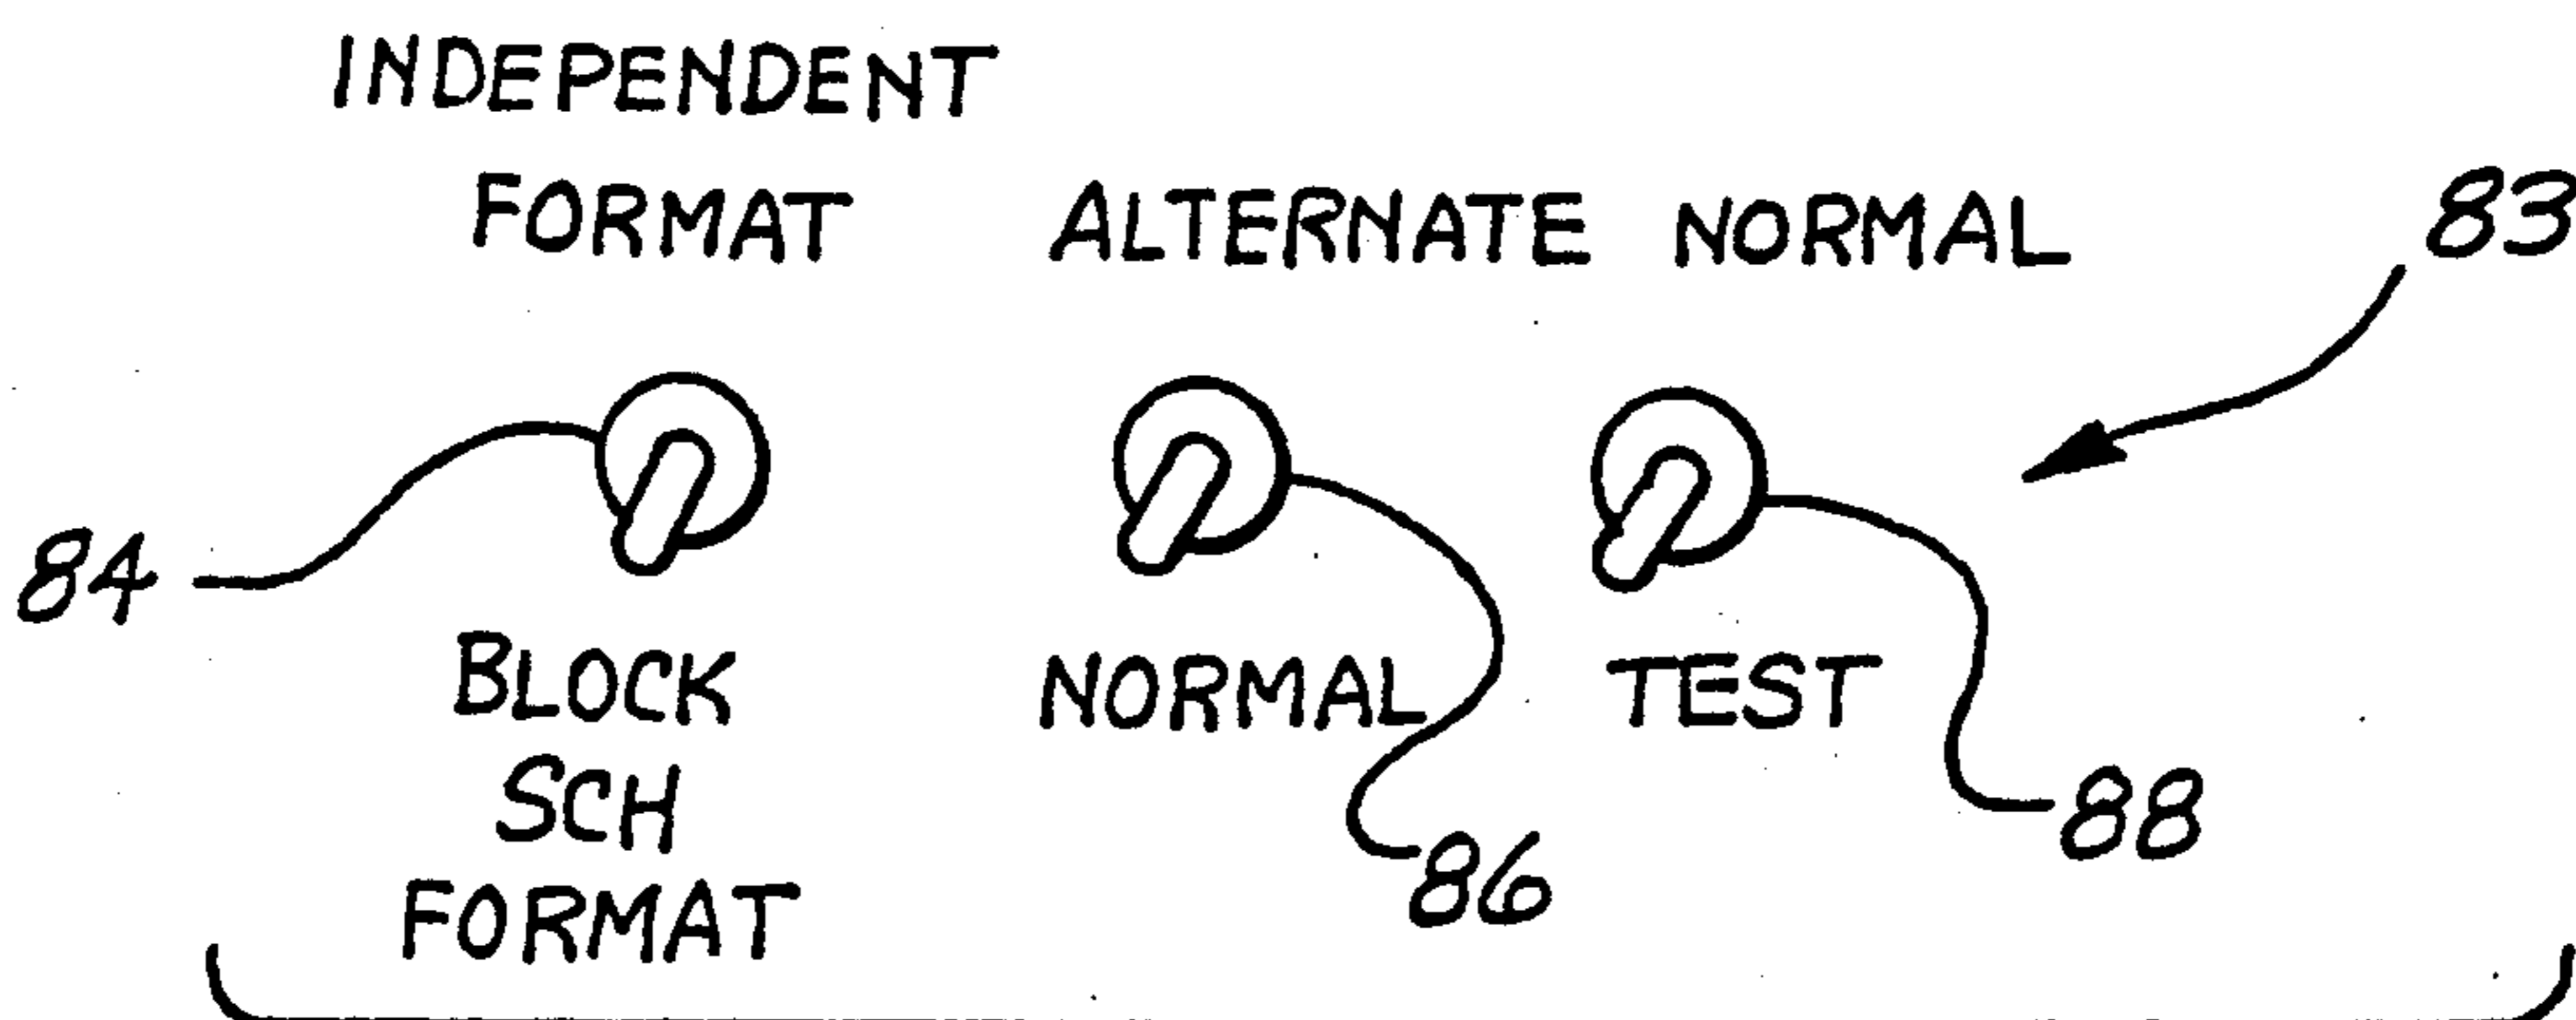 INDEPENDENT
FORMAT
ALTERNATE
NORMAL
83
84
BLOCK
SCH
FORMAT
NORMAL
TEST
86
88